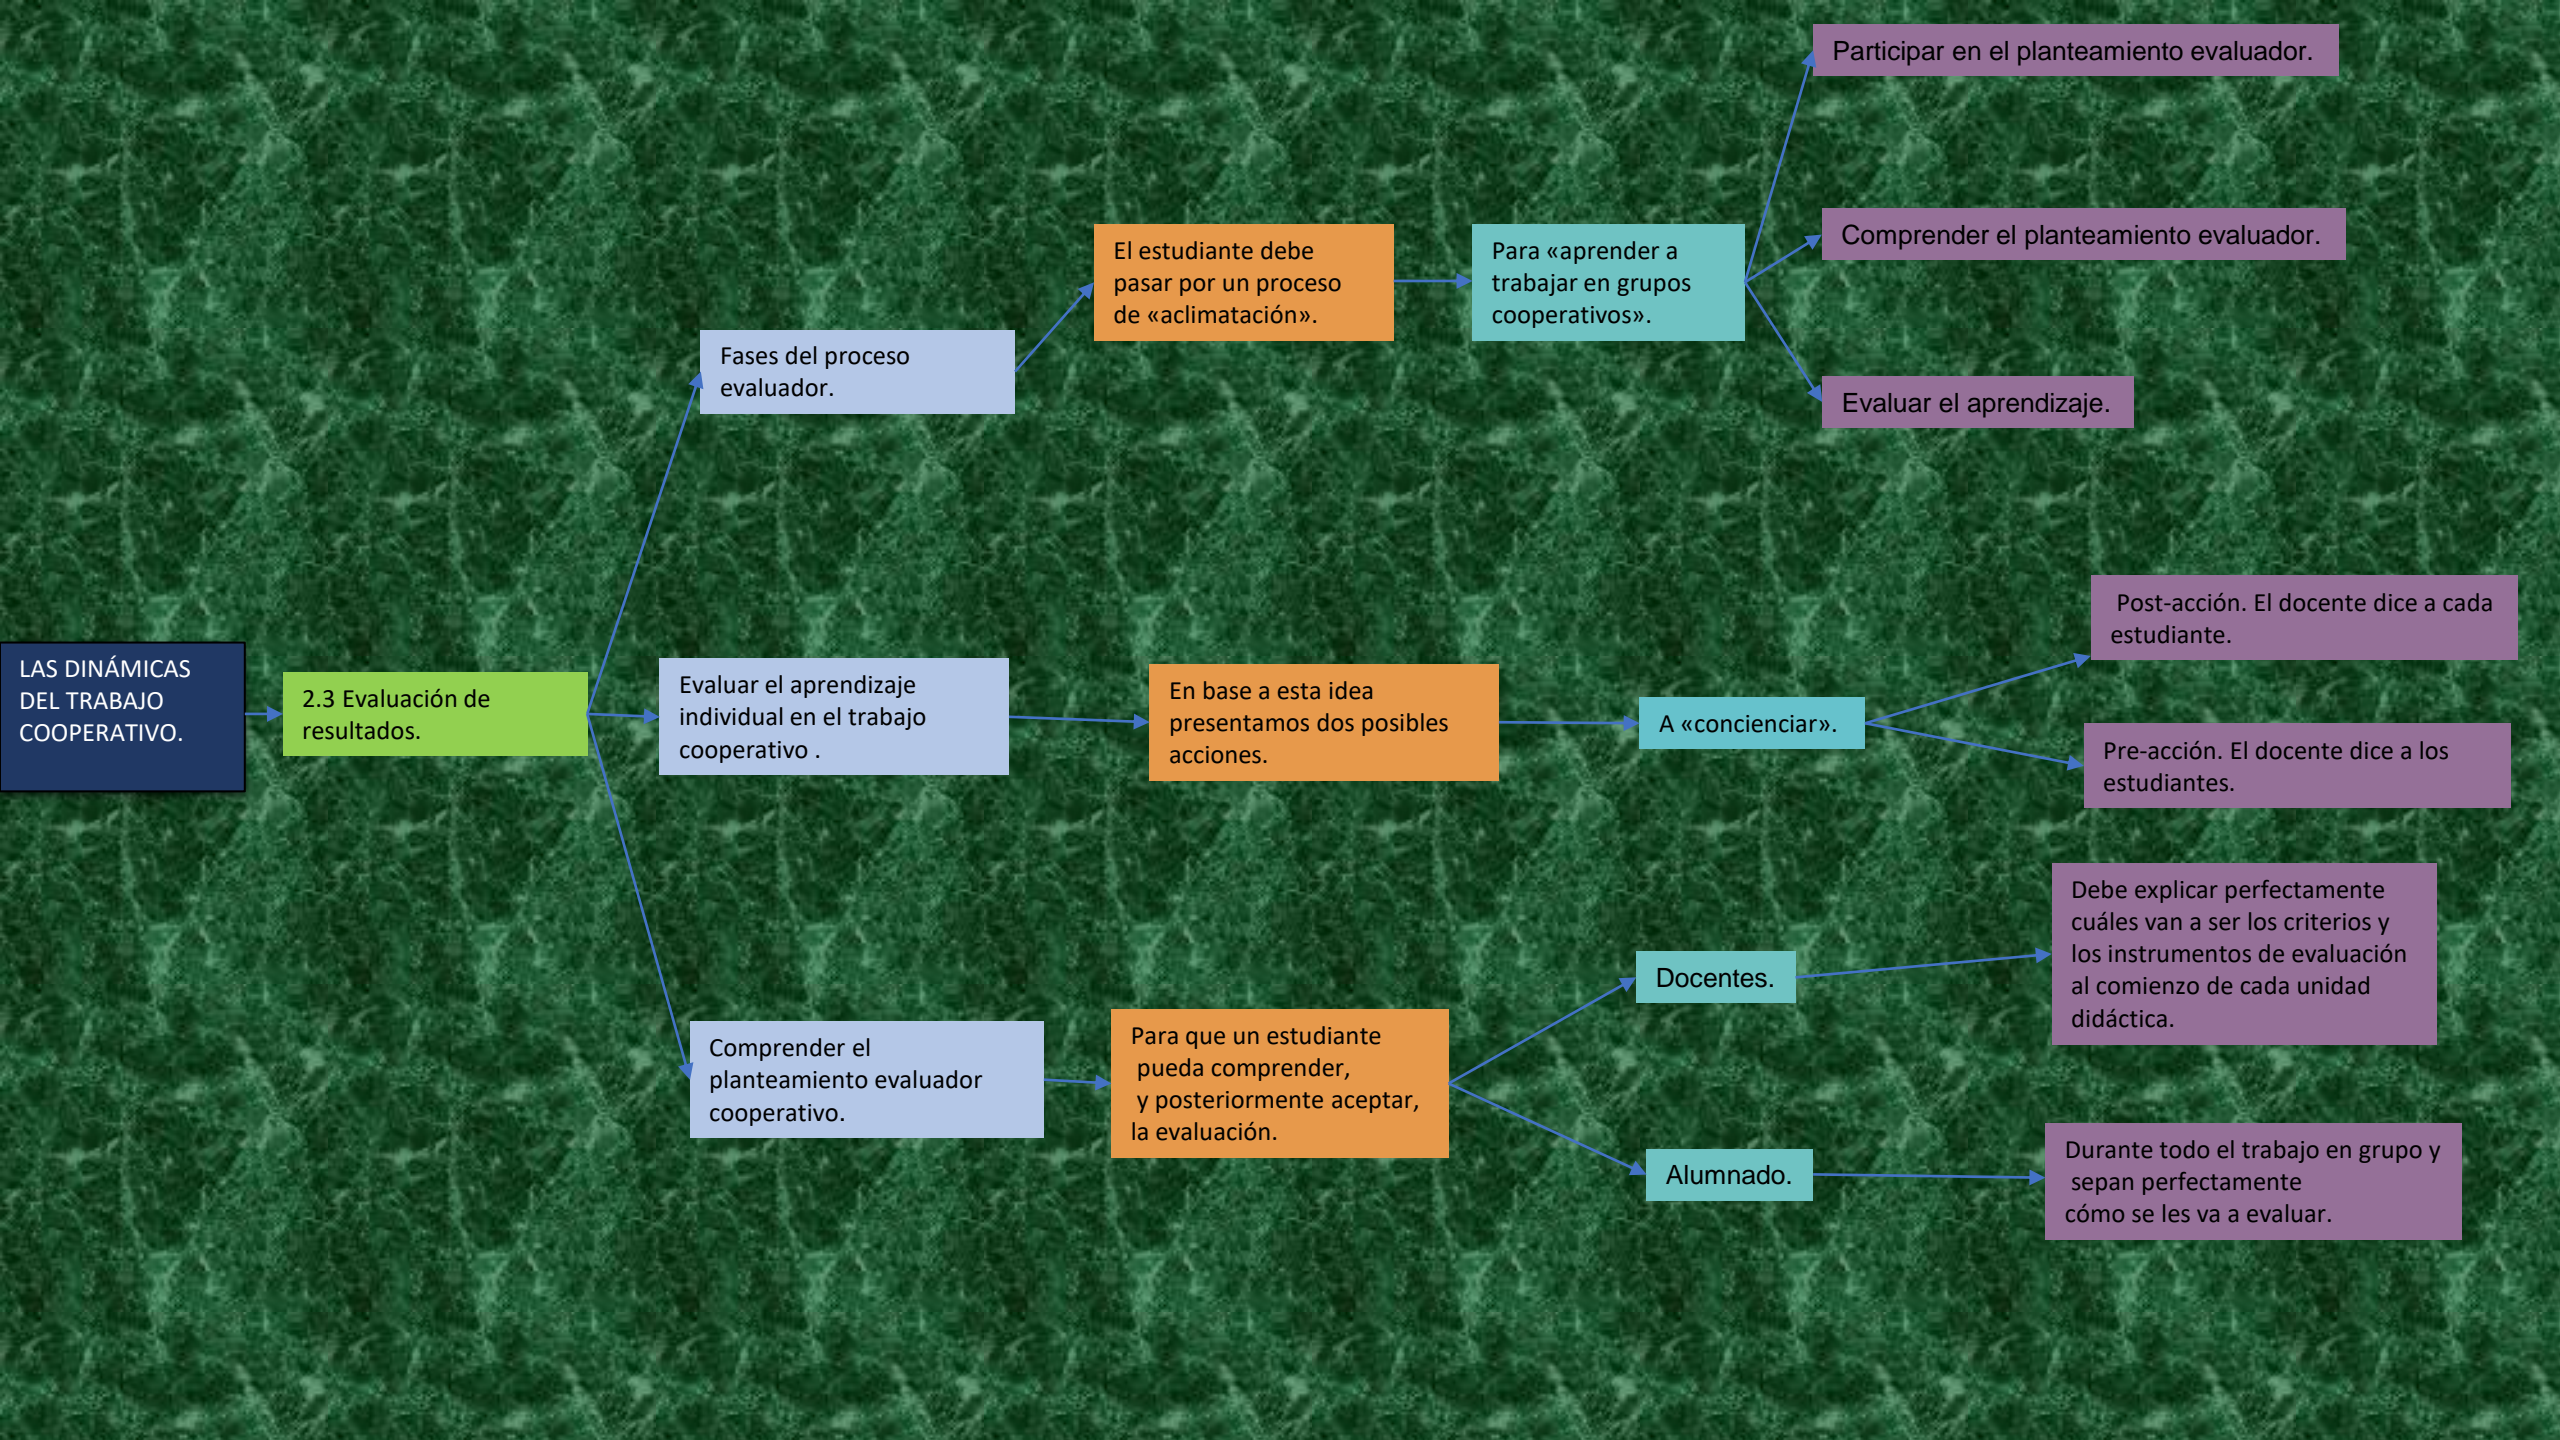 LAS DINÁMICAS
DEL TRABAJO
COOPERATIVO.
2.3 Evaluación de
resultados.
Fases del proceso
evaluador.
El estudiante debe
pasar por un proceso
de «aclimatación».
Para «aprender a
trabajar en grupos
cooperativos».
Participar en el planteamiento evaluador.
Comprender el planteamiento evaluador.
Evaluar el aprendizaje.
Evaluar el aprendizaje
individual en el trabajo
cooperativo .
En base a esta idea
presentamos dos posibles
acciones.
A «concienciar».
Post-acción. El docente dice a cada
estudiante.
Pre-acción. El docente dice a los
estudiantes.
Comprender el
planteamiento evaluador
cooperativo.
Para que un estudiante
pueda comprender,
y posteriormente aceptar,
la evaluación.
Docentes.
Debe explicar perfectamente
cuáles van a ser los criterios y
los instrumentos de evaluación
al comienzo de cada unidad
didáctica.
Alumnado.
Durante todo el trabajo en grupo y
sepan perfectamente
cómo se les va a evaluar.